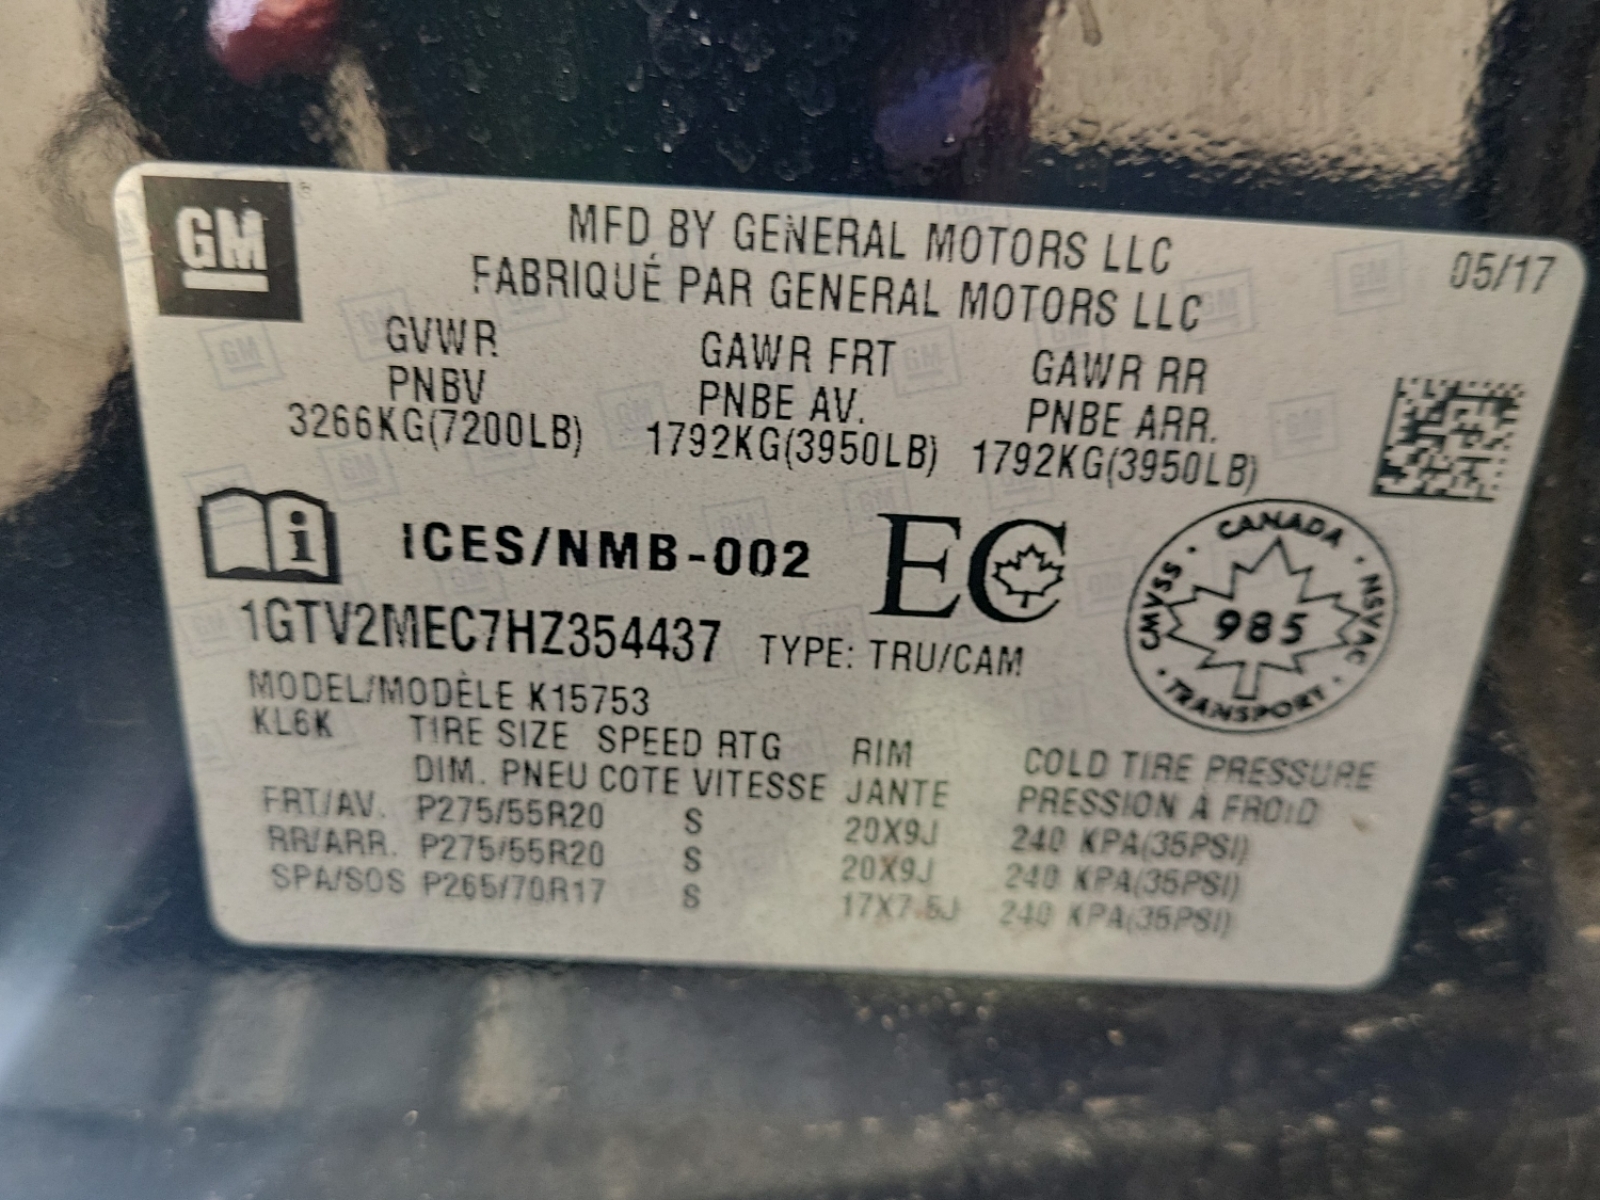 GM
MFD BY GENERAL MOTORS LLC
05/17
FABRIQUÉ PAR GENERAL MOTORS LLC
GVWR GAWR FRT GAWR RR
PNBV PNBE AV. PNBE ARR.
3266KG(7200LB) 1792KG(3950LB) 1792KG(3950LB)
i ICES/NMB-002 EC
CANADA
CMVSS 985 NSVAC
TRANSPORT
1GTV2MEC7HZ354437 TYPE: TRU/CAM
MODEL/MODÈLE K15753
KL6K TIRE SIZE SPEED RTG RIM COLD TIRE PRESSURE
DIM. PNEU COTE VITESSE JANTE PRESSION À FROID
FRT/AV. P275/55R20 S 20X9J 240 KPA(35PSI)
RR/ARR. P275/55R20 S 20X9J 240 KPA(35PSI)
SPA/SOS P265/70R17 S 17X7.5J 240 KPA(35PSI)